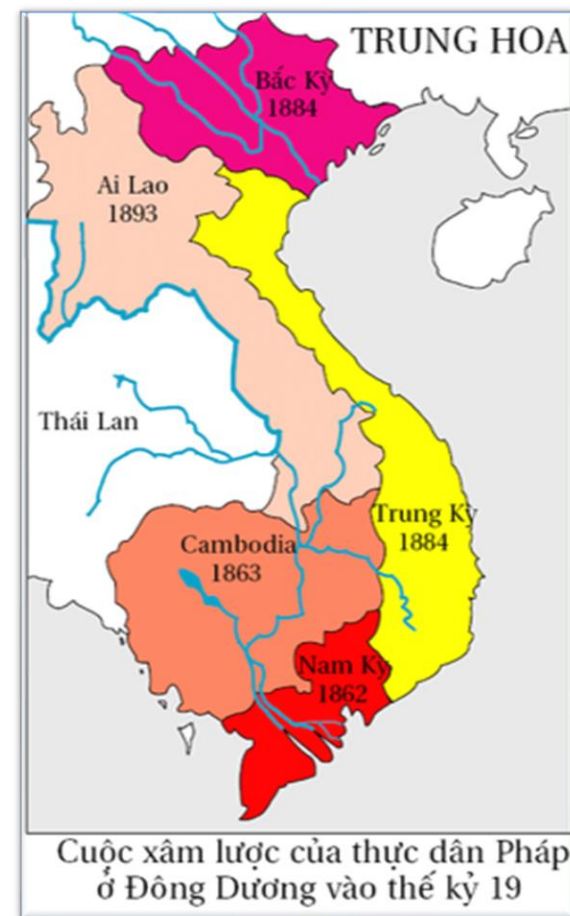 TRUNG HOA
Bắc Kỳ
1884
Ai Lao
1893
Thái Lan
Trung Kỳ
1884
Cambodia
1863
Nam Kỳ
1862
Cuộc xâm lược của thực dân Pháp
ở Đông Dương vào thế kỷ 19